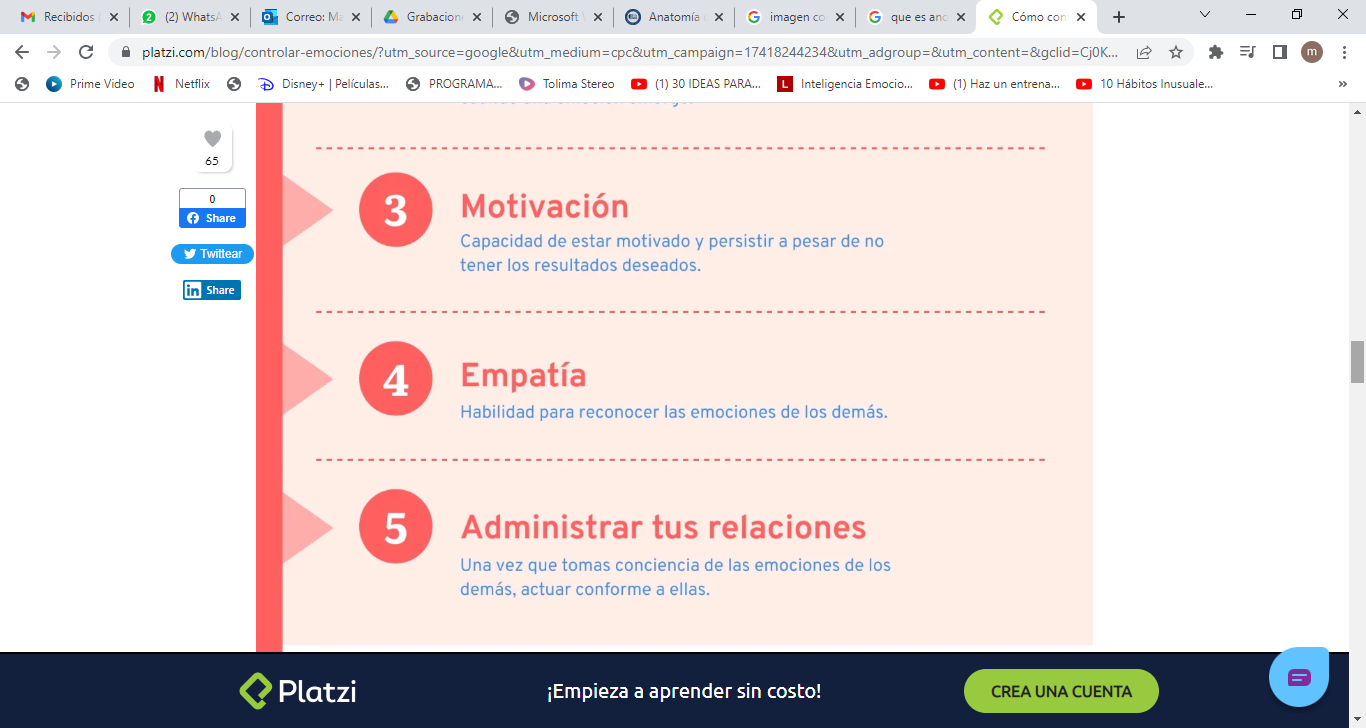 Recibidos
(2) WhatsA
Correo: Ma
Grabacion
Microsoft
Anatomía
imagen co
que es ano
Cómo con
platzi.com/blog/controlar-emociones/?utm_source=google&utm_medium=cpc&utm_campaign=17418244234&utm_adgroup=&utm_content=&gclid=Cj0K...
m
Prime Video
Netflix
Disney+ | Películas...
PROGRAMA...
Tolima Stereo
(1) 30 IDEAS PARA...
L
Inteligencia Emocio...
(1) Haz un entrena...
10 Hábitos Inusuale...
»
65
0
Share
Twittear
in Share
3
Motivación
Capacidad de estar motivado y persistir a pesar de no
tener los resultados deseados.
4
Empatía
Habilidad para reconocer las emociones de los demás.
5
Administrar tus relaciones
Una vez que tomas conciencia de las emociones de los
demás, actuar conforme a ellas.
Platzi
¡Empieza a aprender sin costo!
CREA UNA CUENTA